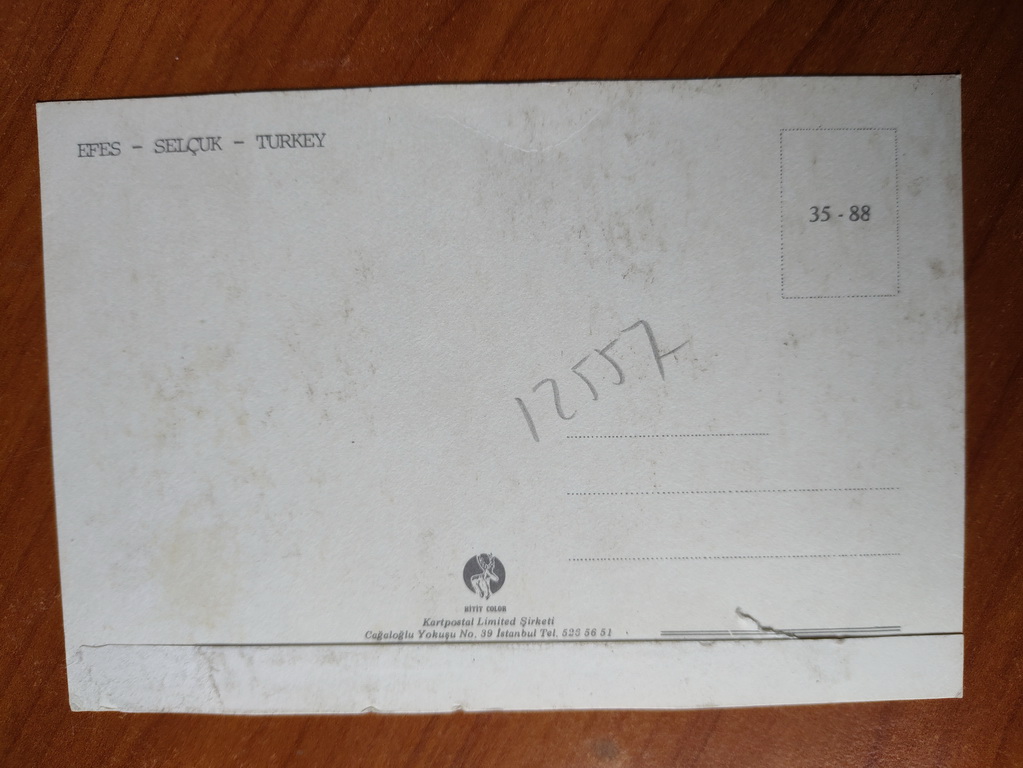 EFES - SELÇUK - TURKEY
35 - 88
12557
HİTİT COLOR
Kartpostal Limited Şirketi
Cağaloğlu Yokuşu No. 39 İstanbul Tel. 525 56 51